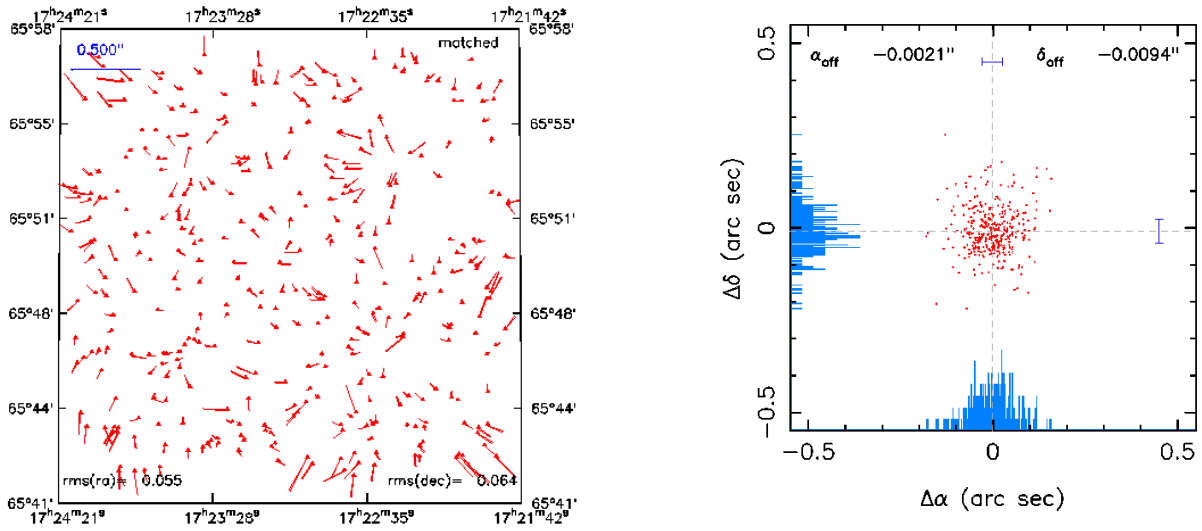 17ʰ24ᵐ21ˢ 17ʰ23ᵐ28ˢ 17ʰ22ᵐ35ˢ 17ʰ21ᵐ42ˢ
65°58' 65°58'
0.500" matched
65°55' 65°55'
65°51' 65°51'
65°48' 65°48'
65°44' 65°44'
rms(ra)= 0.055 rms(dec)= 0.064
65°41' 65°41'
17ʰ24ᵐ21ˢ 17ʰ23ᵐ28ˢ 17ʰ22ᵐ35ˢ 17ʰ21ᵐ42ˢ
0.5
α_off −0.0021" δ_off −0.0094"
0
Δδ (arc sec)
−0.5
−0.5 0 0.5
Δα (arc sec)